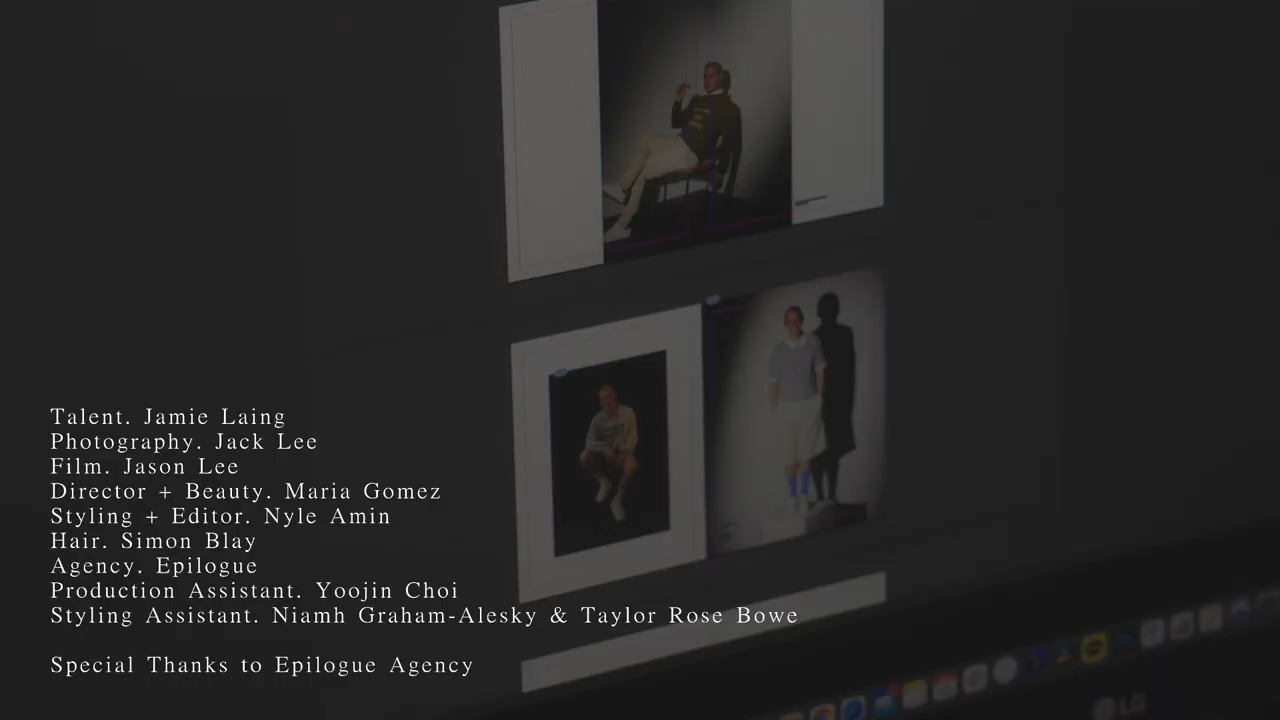 Talent. Jamie Laing
Photography. Jack Lee
Film. Jason Lee
Director + Beauty. Maria Gomez
Styling + Editor. Nyle Amin
Hair. Simon Blay
Agency. Epilogue
Production Assistant. Yoojin Choi
Styling Assistant. Niamh Graham-Alesky & Taylor Rose Bowe
Special Thanks to Epilogue Agency
LG